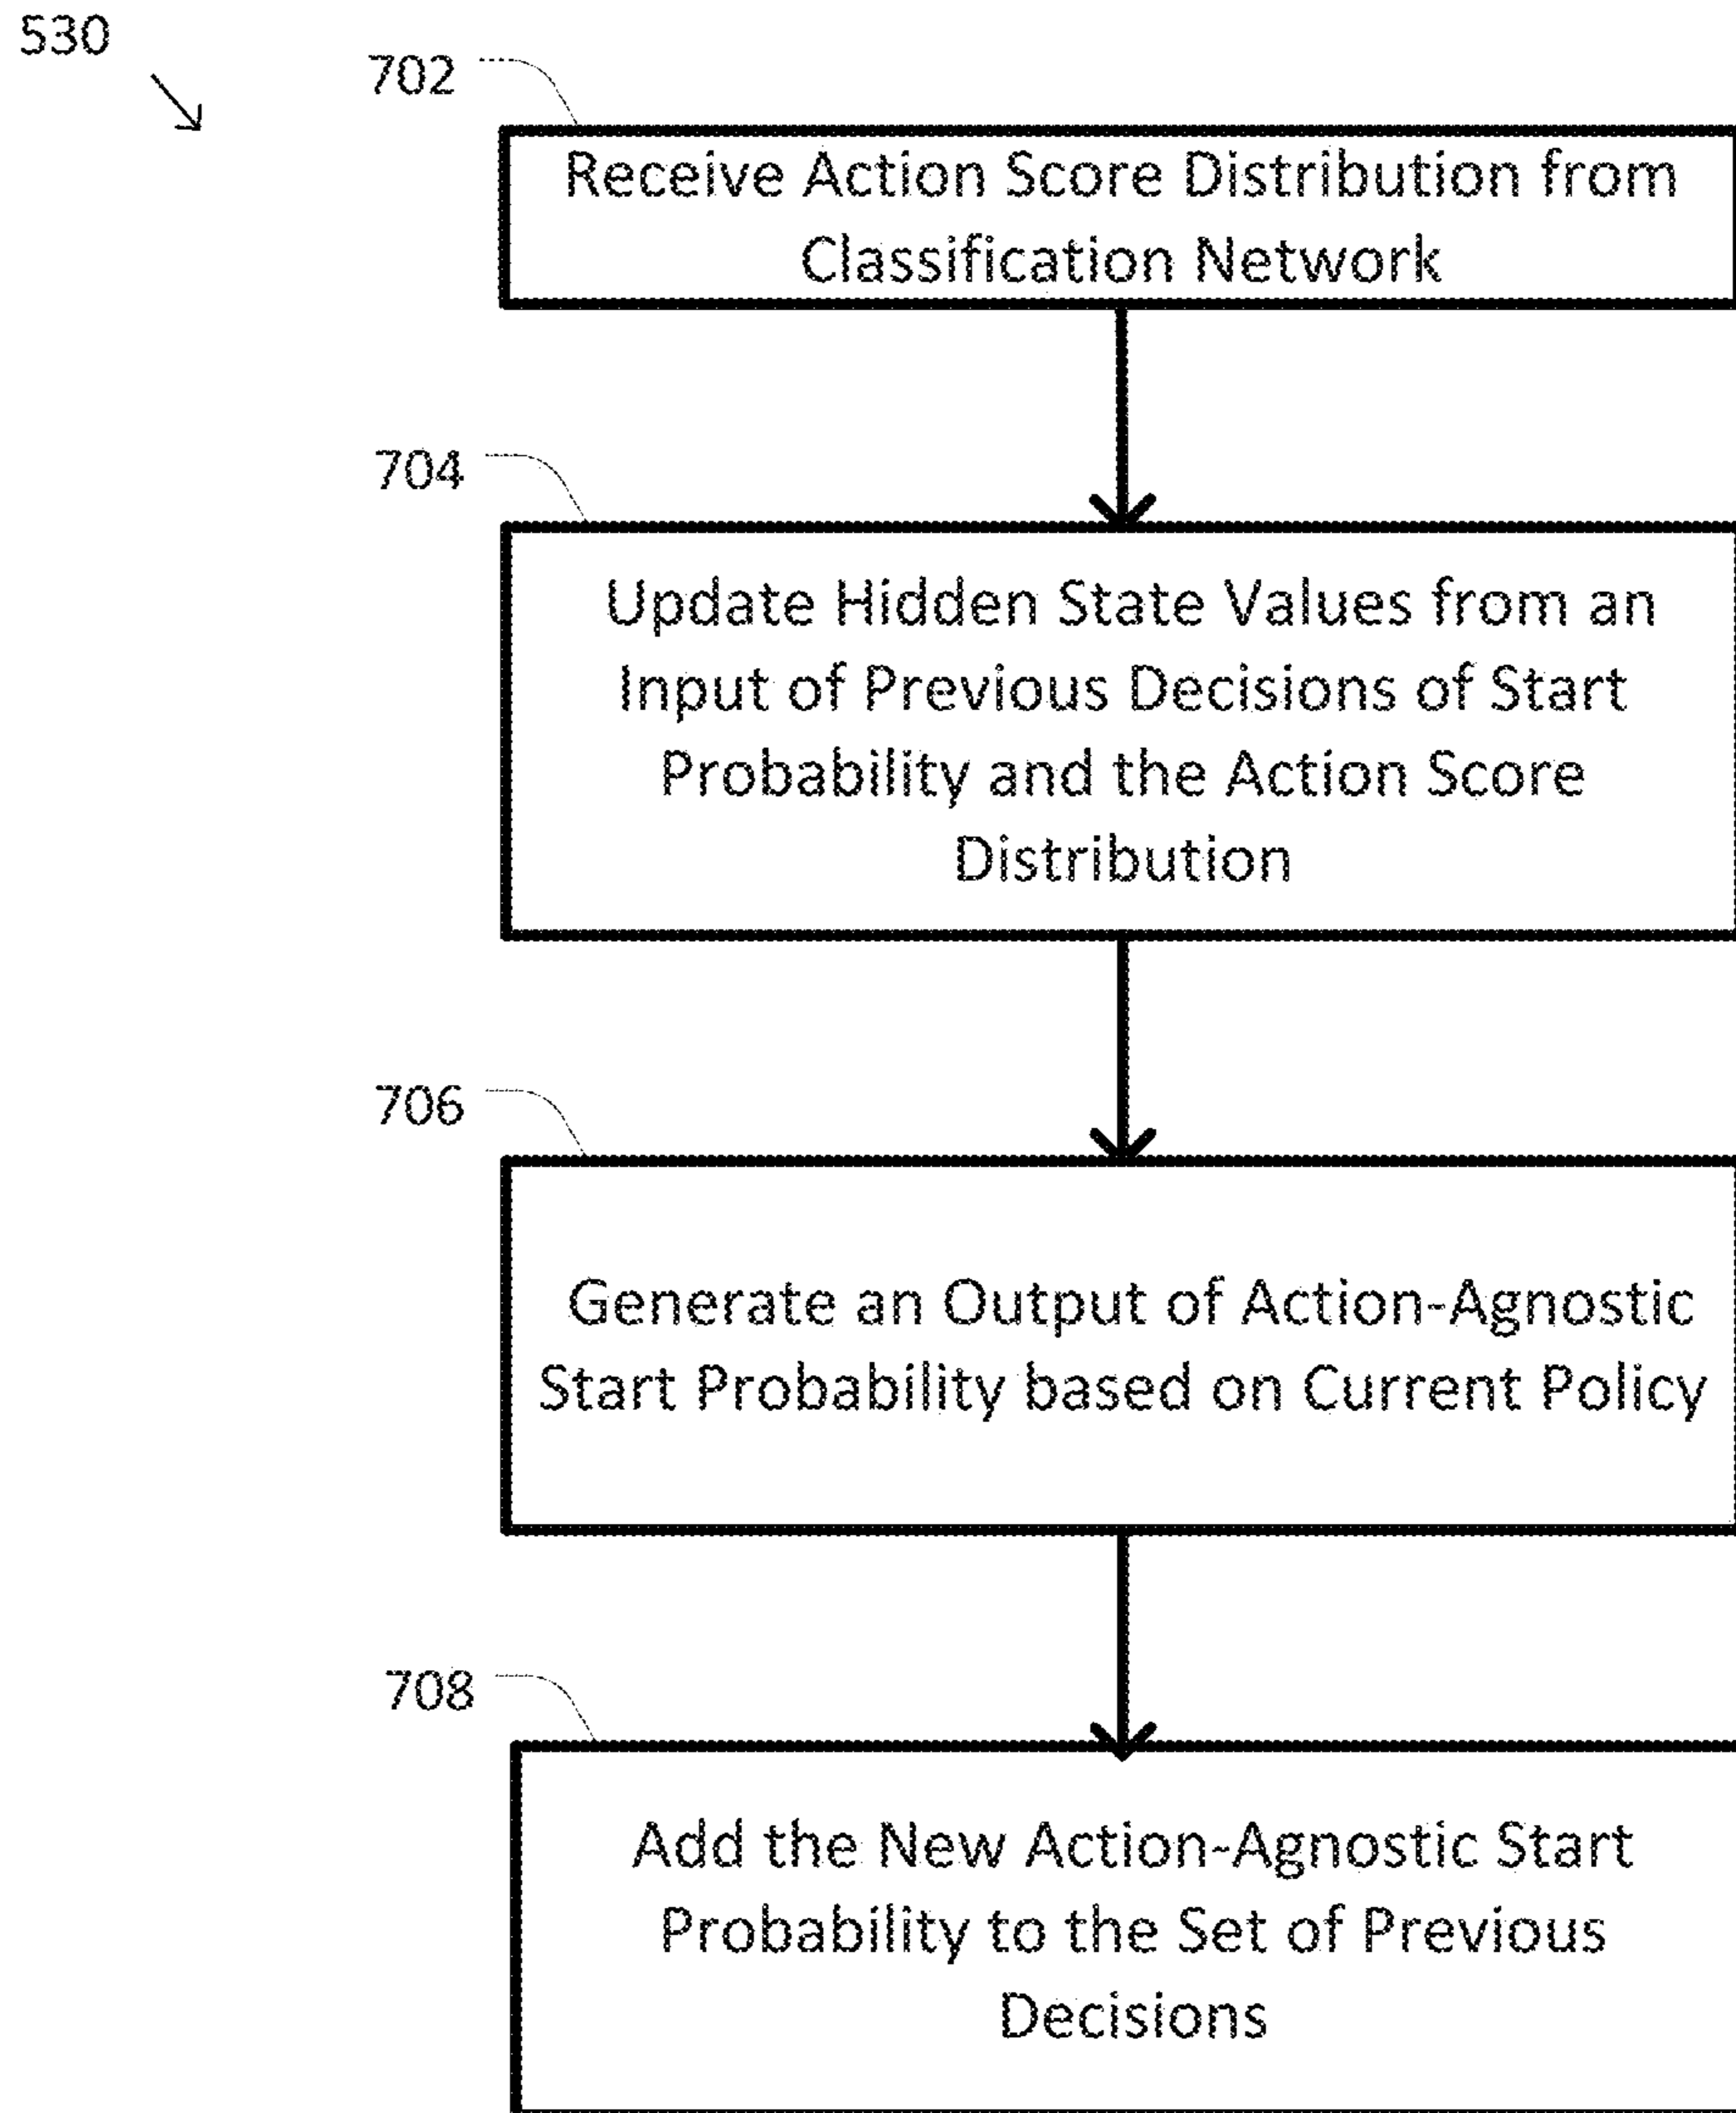 530
702
Receive Action Score Distribution from
Classification Network
704
Update Hidden State Values from an
Input of Previous Decisions of Start
Probability and the Action Score
Distribution
706
Generate an Output of Action-Agnostic
Start Probability based on Current Policy
708
Add the New Action-Agnostic Start
Probability to the Set of Previous
Decisions